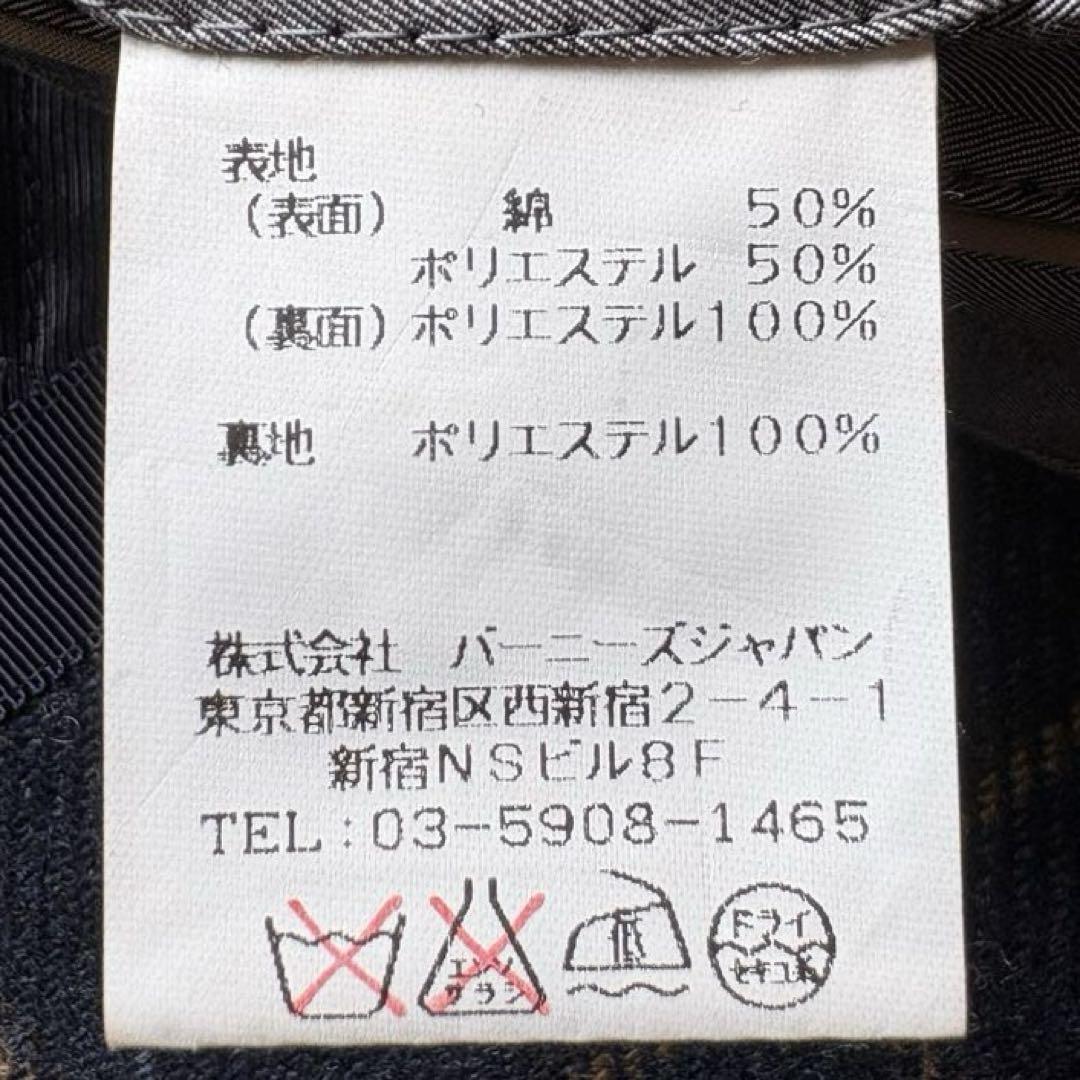 表地
(表面) 綿 50%
ポリエステル 50%
(裏面) ポリエステル100%
裏地 ポリエステル100%
株式会社 バーニーズジャパン
東京都新宿区西新宿2-4-1
新宿NSビル8F
TEL:03-5908-1465
エンソ
サラシ
低
ドライ
セキユ系